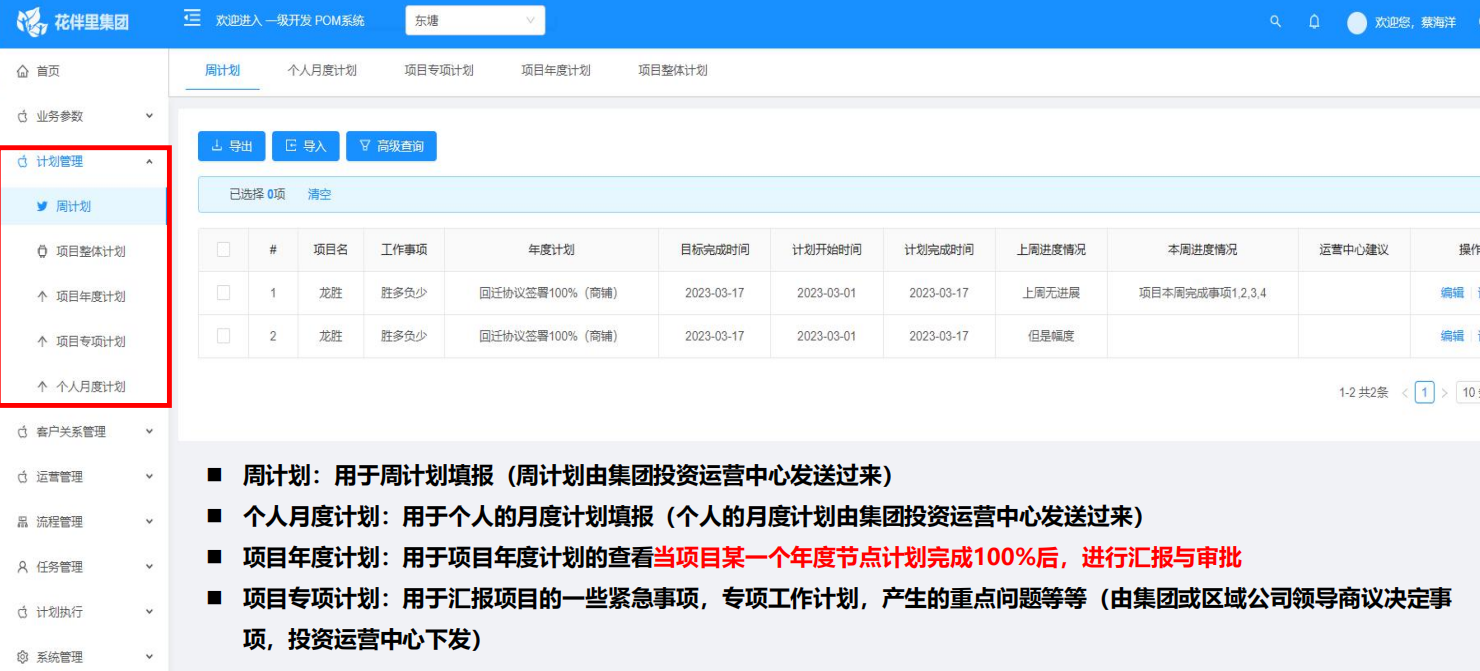 花伴里集团
欢迎进入 一级开发 POM系统
东塘
欢迎您，蔡海洋
首页
业务参数
计划管理
周计划
项目整体计划
项目年度计划
项目专项计划
个人月度计划
客户关系管理
运营管理
流程管理
任务管理
计划执行
系统管理
周计划 个人月度计划 项目专项计划 项目年度计划 项目整体计划
导出 导入 高级查询
已选择 0项 清空
# 项目名 工作事项 年度计划 目标完成时间 计划开始时间 计划完成时间 上周进度情况 本周进度情况 运营中心建议 操作
1 龙胜 胜多负少 回迁协议签署100%（商铺） 2023-03-17 2023-03-01 2023-03-17 上周无进展 项目本周完成事项1,2,3,4 编辑
2 龙胜 胜多负少 回迁协议签署100%（商铺） 2023-03-17 2023-03-01 2023-03-17 但是幅度 编辑
1-2 共2条 < 1 > 10
■ 周计划：用于周计划填报（周计划由集团投资运营中心发送过来）
■ 个人月度计划：用于个人的月度计划填报（个人的月度计划由集团投资运营中心发送过来）
■ 项目年度计划：用于项目年度计划的查看当项目某一个年度节点计划完成100%后，进行汇报与审批
■ 项目专项计划：用于汇报项目的一些紧急事项，专项工作计划，产生的重点问题等等（由集团或区域公司领导商议决定事
项，投资运营中心下发）